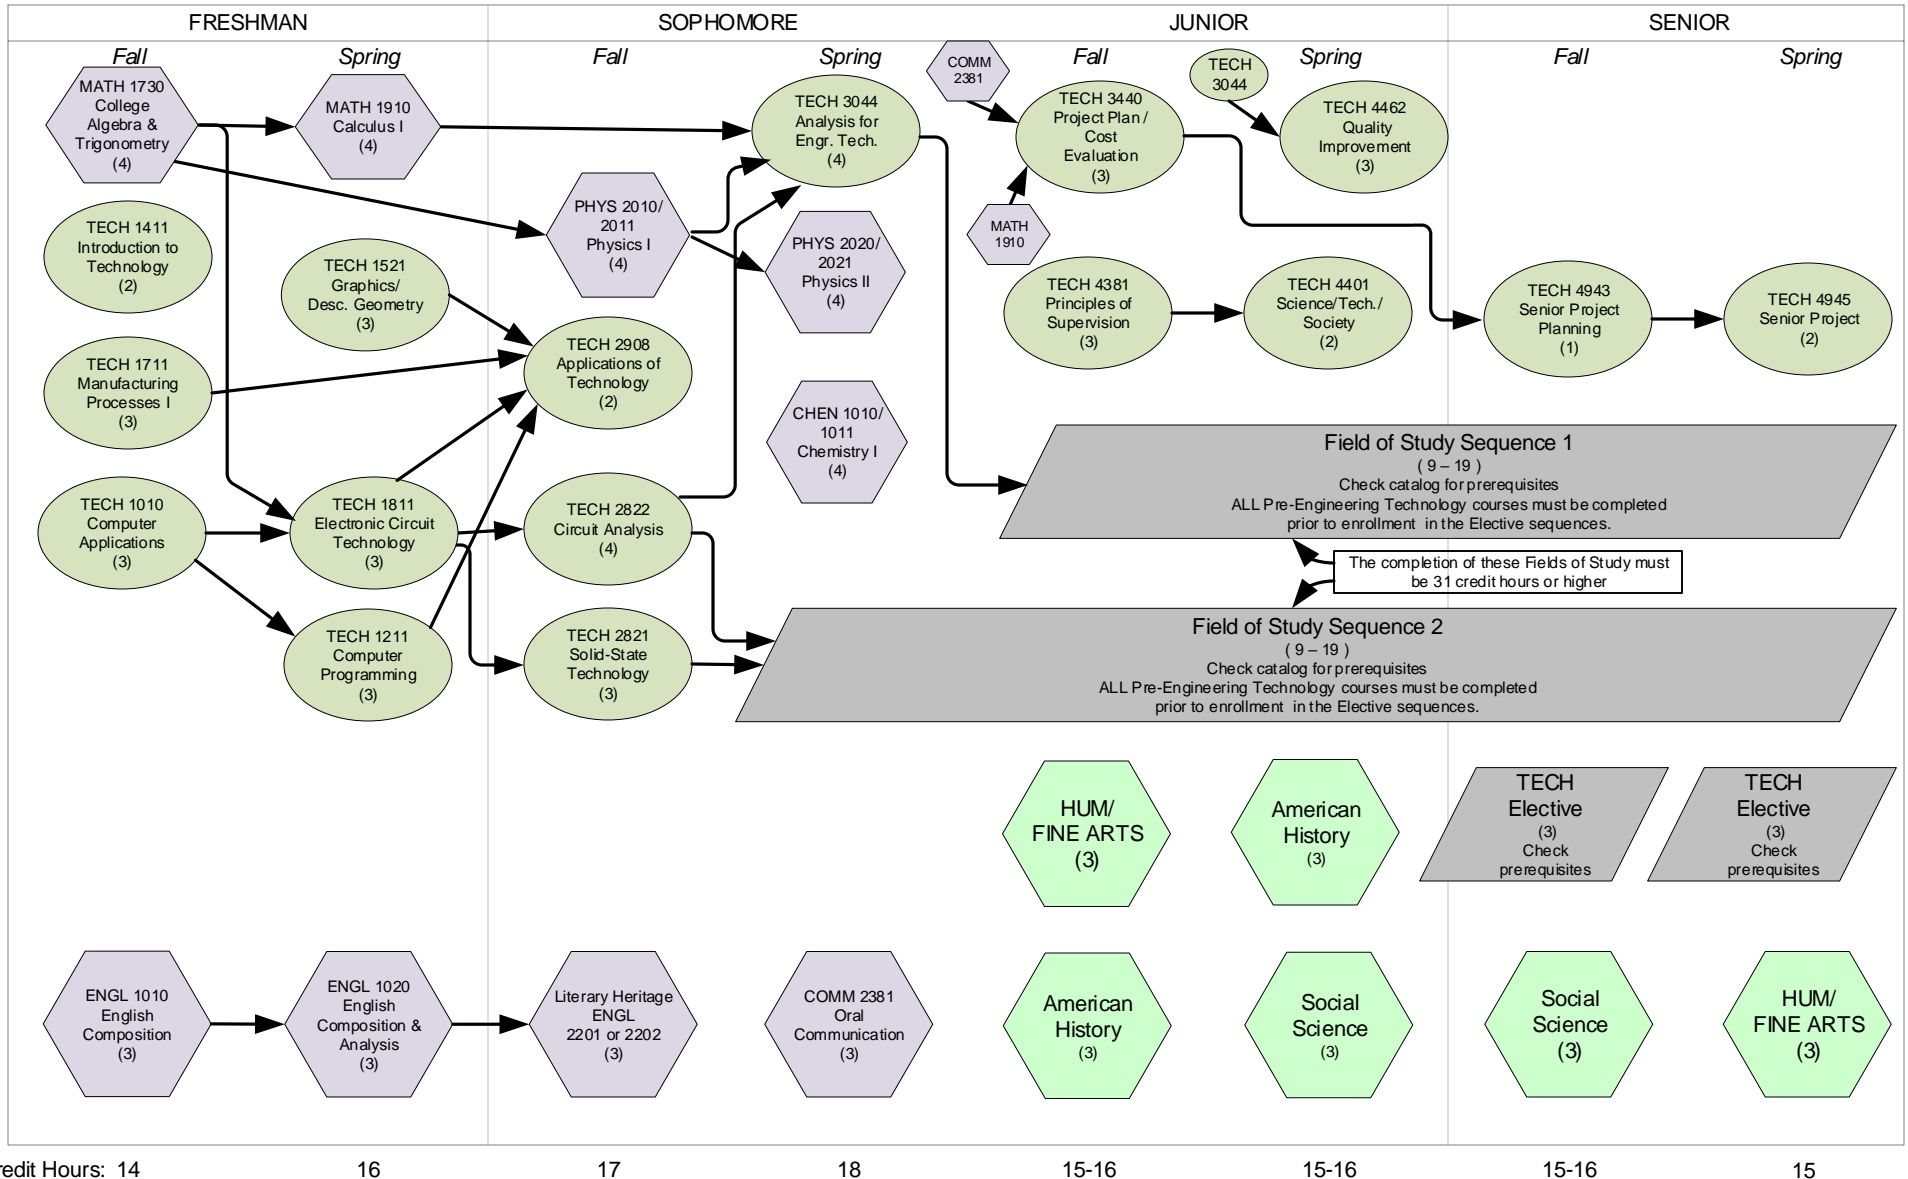 FRESHMAN
SOPHOMORE
JUNIOR
SENIOR
Fall
Spring
Fall
Spring
Fall
Spring
Fall
Spring
MATH 1730
College
Algebra &
Trigonometry
(4)
TECH 1411
Introduction to
Technology
(2)
TECH 1711
Manufacturing
Processes I
(3)
TECH 1010
Computer
Applications
(3)
ENGL 1010
English
Composition
(3)
MATH 1910
Calculus I
(4)
TECH 1521
Graphics/
Desc. Geometry
(3)
TECH 1811
Electronic Circuit
Technology
(3)
TECH 1211
Computer
Programming
(3)
ENGL 1020
English
Composition &
Analysis
(3)
PHYS 2010/
2011
Physics I
(4)
TECH 2908
Applications of
Technology
(2)
TECH 2822
Circuit Analysis
(4)
TECH 2821
Solid-State
Technology
(3)
Literary Heritage
ENGL
2201 or 2202
(3)
TECH 3044
Analysis for
Engr. Tech.
(4)
PHYS 2020/
2021
Physics II
(4)
CHEN 1010/
1011
Chemistry I
(4)
COMM 2381
Oral
Communication
(3)
COMM
2381
TECH 3440
Project Plan /
Cost
Evaluation
(3)
MATH
1910
TECH 4381
Principles of
Supervision
(3)
TECH
3044
TECH 4462
Quality
Improvement
(3)
TECH 4401
Science/Tech./
Society
(2)
TECH 4943
Senior Project
Planning
(1)
TECH 4945
Senior Project
(2)
Field of Study Sequence 1
( 9 – 19 )
Check catalog for prerequisites
ALL Pre-Engineering Technology courses must be completed
prior to enrollment in the Elective sequences.
The completion of these Fields of Study must
be 31 credit hours or higher
Field of Study Sequence 2
( 9 – 19 )
Check catalog for prerequisites
ALL Pre-Engineering Technology courses must be completed
prior to enrollment in the Elective sequences.
HUM/
FINE ARTS
(3)
American
History
(3)
TECH
Elective
(3)
Check
prerequisites
TECH
Elective
(3)
Check
prerequisites
American
History
(3)
Social
Science
(3)
Social
Science
(3)
HUM/
FINE ARTS
(3)
redit Hours: 14
16
17
18
15-16
15-16
15-16
15